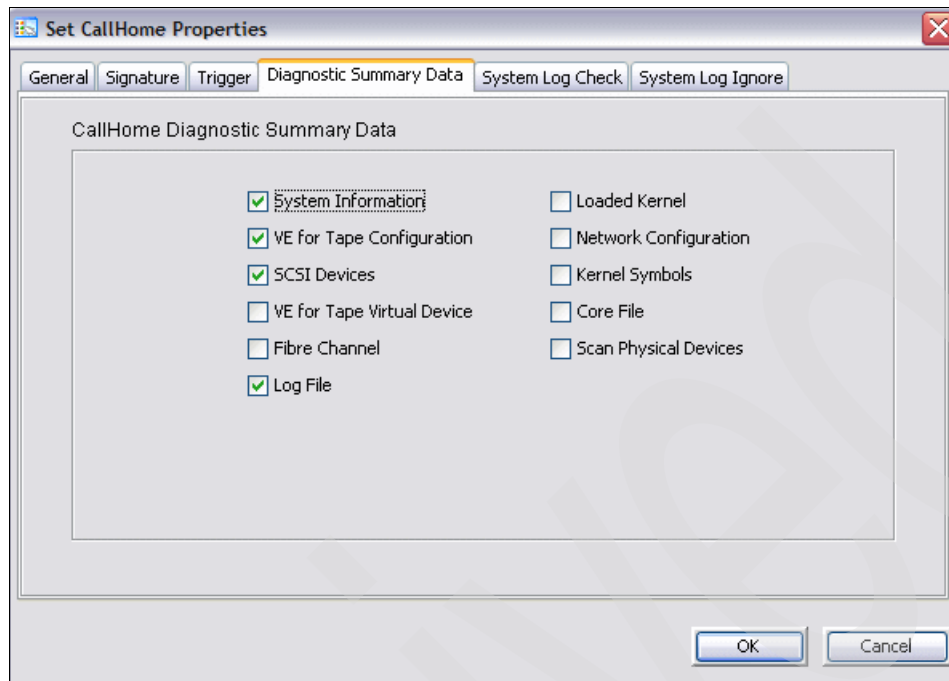 Set CallHome Properties
General Signature Trigger Diagnostic Summary Data System Log Check System Log Ignore
CallHome Diagnostic Summary Data
System Information
VE for Tape Configuration
SCSI Devices
VE for Tape Virtual Device
Fibre Channel
Log File
Loaded Kernel
Network Configuration
Kernel Symbols
Core File
Scan Physical Devices
OK Cancel